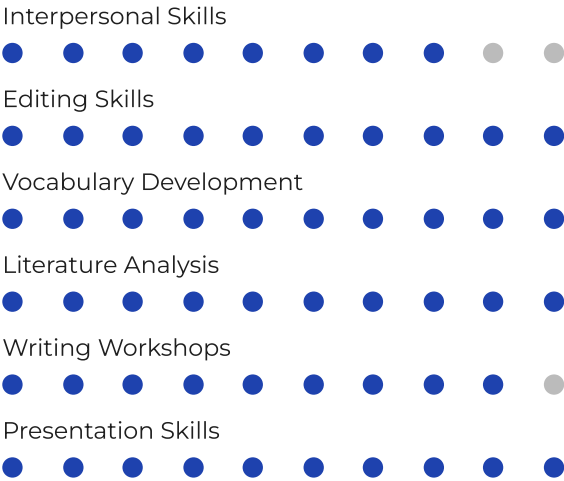 Interpersonal Skills
Editing Skills
Vocabulary Development
Literature Analysis
Writing Workshops
Presentation Skills